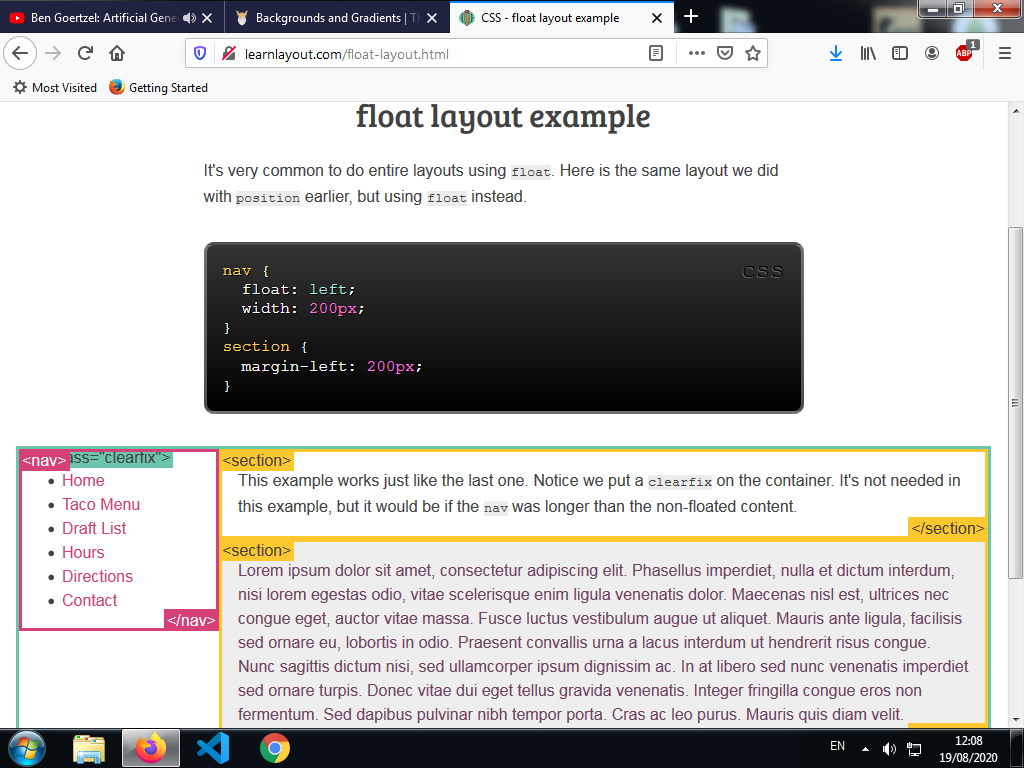 Ben Goertzel: Artificial Gene
Backgrounds and Gradients | Th
CSS - float layout example
learnlayout.com/float-layout.html
ABP
1
Most Visited
Getting Started
float layout example
It's very common to do entire layouts using float. Here is the same layout we did
with position earlier, but using float instead.
CSS
nav {
float: left;
width: 200px;
}
section {
margin-left: 200px;
}
<nav> ass="clearfix">
Home
Taco Menu
Draft List
Hours
Directions
Contact
</nav>
<section>
This example works just like the last one. Notice we put a clearfix on the container. It's not needed in
this example, but it would be if the nav was longer than the non-floated content.
</section>
<section>
Lorem ipsum dolor sit amet, consectetur adipiscing elit. Phasellus imperdiet, nulla et dictum interdum,
nisi lorem egestas odio, vitae scelerisque enim ligula venenatis dolor. Maecenas nisl est, ultrices nec
congue eget, auctor vitae massa. Fusce luctus vestibulum augue ut aliquet. Mauris ante ligula, facilisis
sed ornare eu, lobortis in odio. Praesent convallis urna a lacus interdum ut hendrerit risus congue.
Nunc sagittis dictum nisi, sed ullamcorper ipsum dignissim ac. In at libero sed nunc venenatis imperdiet
sed ornare turpis. Donec vitae dui eget tellus gravida venenatis. Integer fringilla congue eros non
fermentum. Sed dapibus pulvinar nibh tempor porta. Cras ac leo purus. Mauris quis diam velit.
EN
12:08
19/08/2020